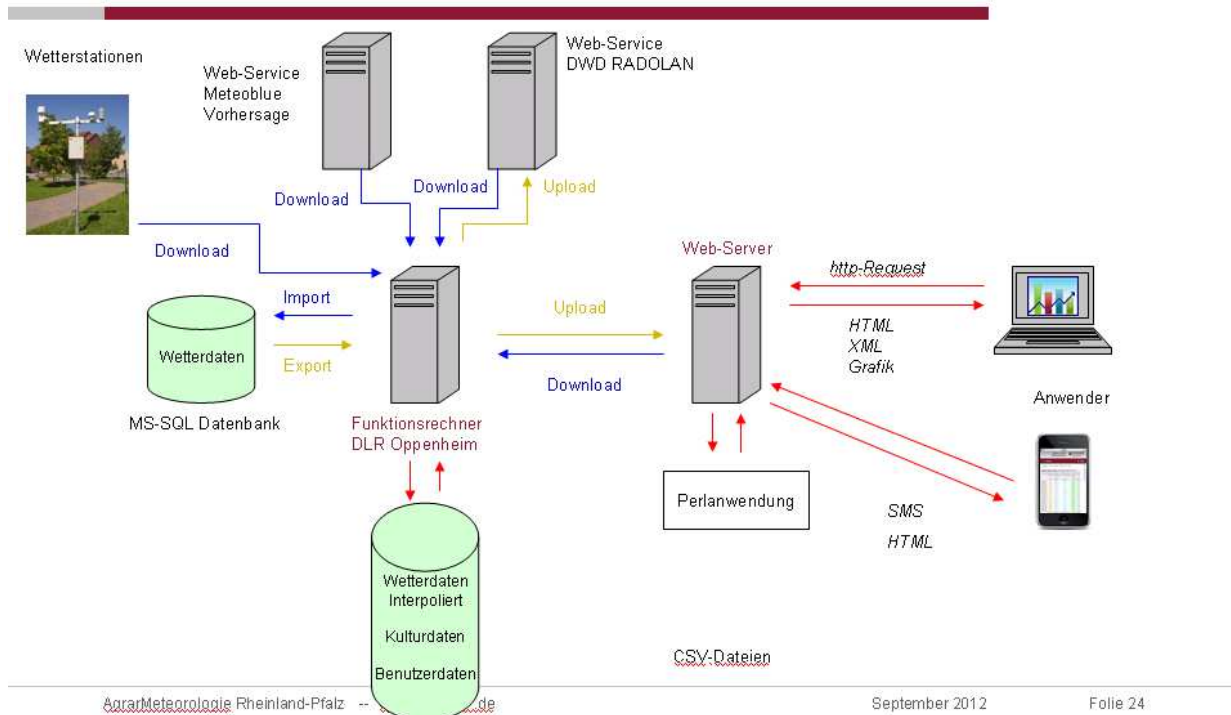 Wetterstationen
Web-Service
Meteoblue
Vorhersage
Web-Service
DWD RADOLAN
Download
Download
Upload
Download
Web-Server
http-Request
Import
Wetterdaten
Export
Upload
Download
HTML
XML
Grafik
MS-SQL Datenbank
Funktionsrechner
DLR Oppenheim
Anwender
Perlanwendung
SMS
HTML
Wetterdaten
Interpoliert
Kulturdaten
Benutzerdaten
CSV-Dateien
AgrarMeteorologie Rheinland-Pfalz -- .de
September 2012
Folie 24